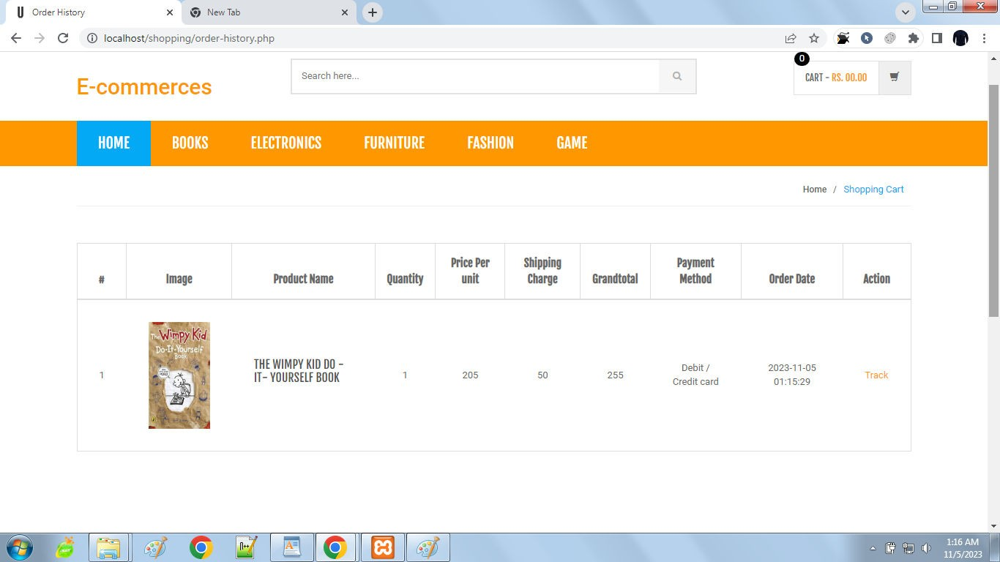 Order History
New Tab
localhost/shopping/order-history.php
E-commerces
Search here...
0
CART - RS. 00.00
HOME BOOKS ELECTRONICS FURNITURE FASHION GAME
Home / Shopping Cart
# Image Product Name Quantity Price Per unit Shipping Charge Grandtotal Payment Method Order Date Action
The Wimpy Kid
Do-It-Yourself
Book
1
THE WIMPY KID DO -
IT- YOURSELF BOOK
1
205
50
255
Debit /
Credit card
2023-11-05
01:15:29
Track
1:16 AM
11/5/2023